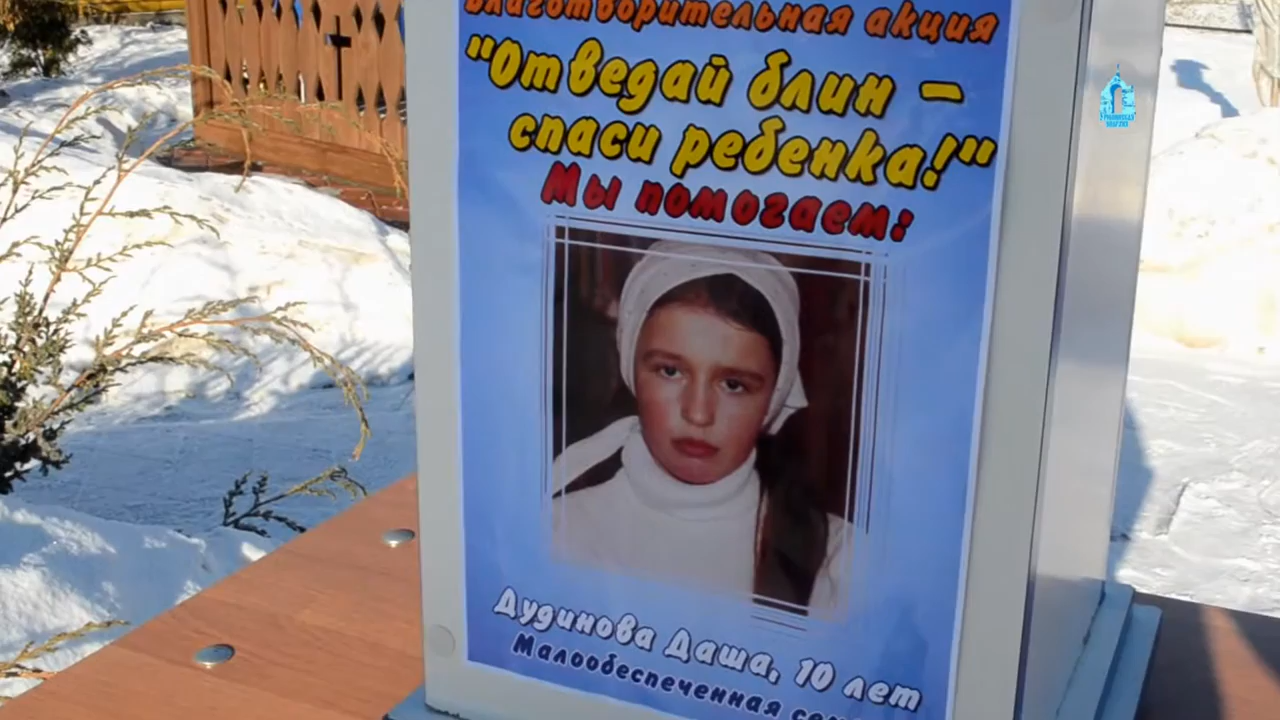 Благотворительная акция
"Отведай блин –
спаси ребенка!"
Мы помогаем:
Дудинова Даша, 10 лет
Малообеспеченная